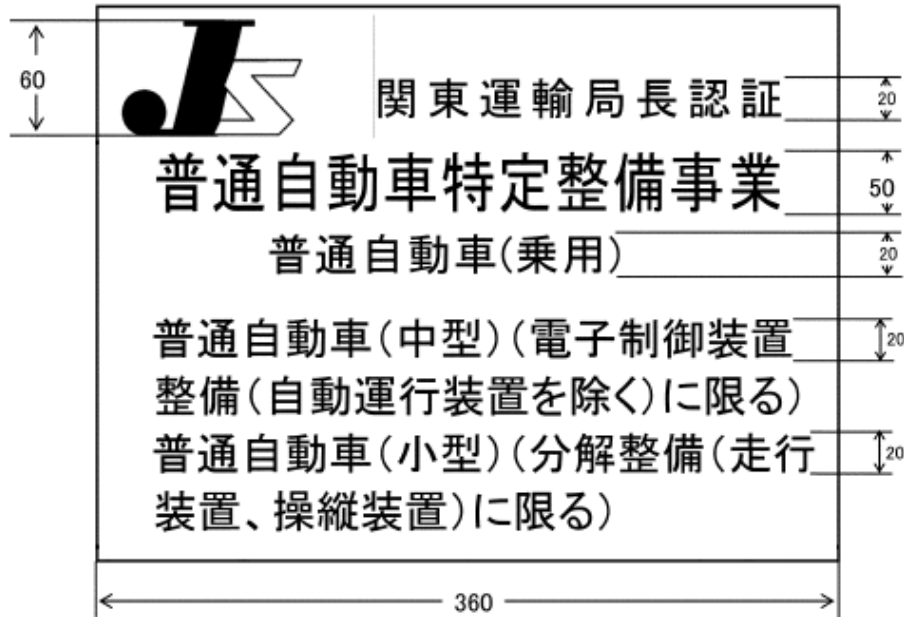 JS
60
関東運輸局長認証
20
普通自動車特定整備事業
50
普通自動車(乗用)
20
普通自動車(中型)(電子制御装置
20
整備(自動運行装置を除く)に限る)
普通自動車(小型)(分解整備(走行
20
装置、操縦装置)に限る)
360